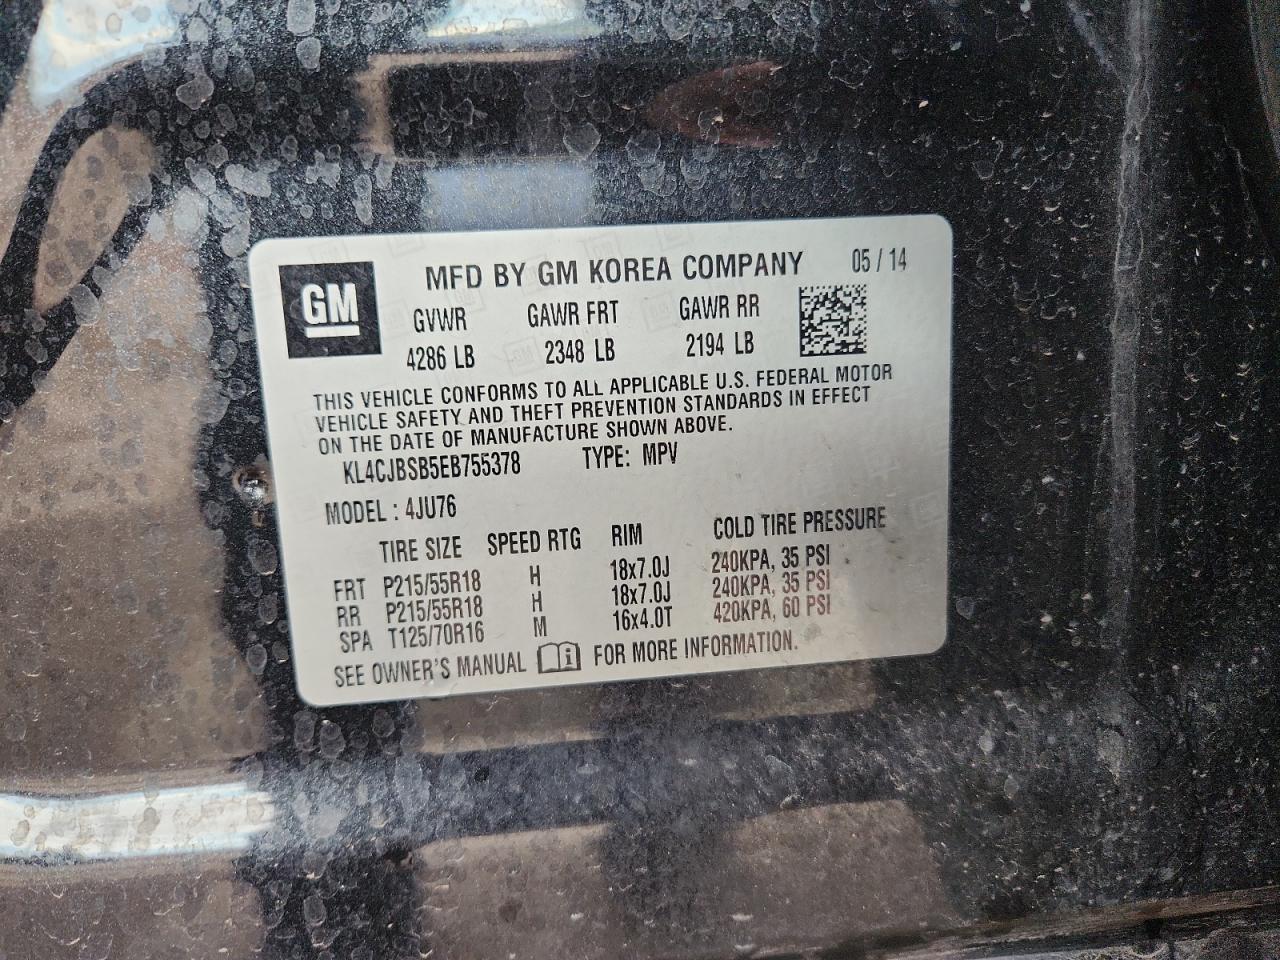 GM
MFD BY GM KOREA COMPANY 05 / 14
GVWR GAWR FRT GAWR RR
4286 LB 2348 LB 2194 LB
THIS VEHICLE CONFORMS TO ALL APPLICABLE U.S. FEDERAL MOTOR
VEHICLE SAFETY AND THEFT PREVENTION STANDARDS IN EFFECT
ON THE DATE OF MANUFACTURE SHOWN ABOVE.
KL4CJBSB5EB755378 TYPE: MPV
MODEL : 4JU76
TIRE SIZE SPEED RTG RIM COLD TIRE PRESSURE
FRT P215/55R18 H 18x7.0J 240KPA, 35 PSI
RR P215/55R18 H 18x7.0J 240KPA, 35 PSI
SPA T125/70R16 M 16x4.0T 420KPA, 60 PSI
SEE OWNER'S MANUAL i FOR MORE INFORMATION.